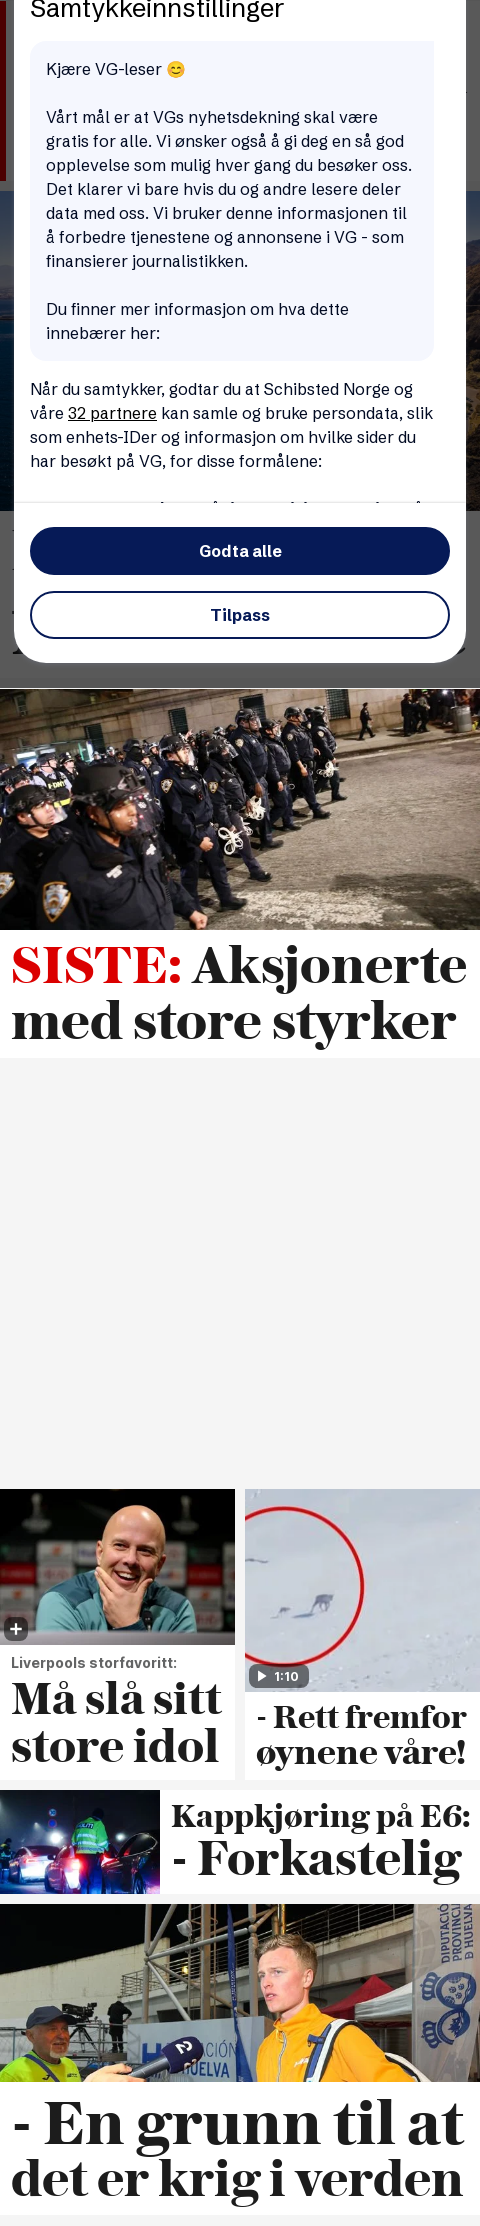 Samtykkeinnstillinger
Kjære VG-leser 😊
Vårt mål er at VGs nyhetsdekning skal være
gratis for alle. Vi ønsker også å gi deg en så god
opplevelse som mulig hver gang du besøker oss.
Det klarer vi bare hvis du og andre lesere deler
data med oss. Vi bruker denne informasjonen til
å forbedre tjenestene og annonsene i VG - som
finansierer journalistikken.
Du finner mer informasjon om hva dette
innebærer her:
Når du samtykker, godtar du at Schibsted Norge og
våre 32 partnere kan samle og bruke persondata, slik
som enhets-IDer og informasjon om hvilke sider du
har besøkt på VG, for disse formålene:
Godta alle
Tilpass
SISTE: Aksjonerte
med store styrker
Liverpools storfavoritt:
Må slå sitt
store idol
1:10
- Rett fremfor
øynene våre!
Kappkjøring på E6:
- Forkastelig
DIPUTACIÓN
PROVINCIAL
HUELVA
2
- En grunn til at
det er krig i verden